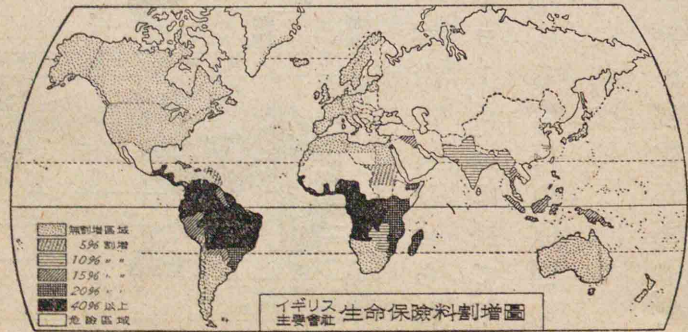 無割增區域
5% 割增
10% 〃 〃
15% 〃 〃
20% 〃 〃
40% 以上
危險區域
イギリス主要會社 生命保險料割增圖